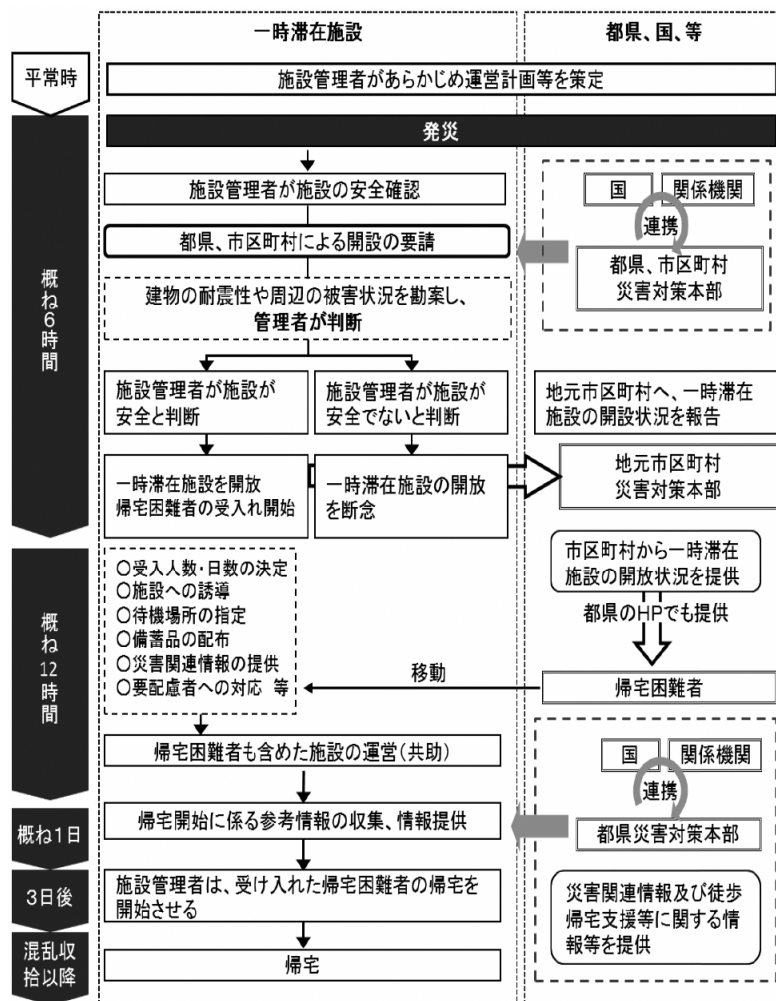 一時滞在施設
都県、国、等
平常時
施設管理者があらかじめ運営計画等を策定
発災
概ね6時間
施設管理者が施設の安全確認
国
関係機関
連携
都県、市区町村による開設の要請
都県、市区町村
災害対策本部
建物の耐震性や周辺の被害状況を勘案し、
管理者が判断
施設管理者が施設が
安全と判断
施設管理者が施設が
安全でないと判断
地元市区町村へ、一時滞在
施設の開設状況を報告
一時滞在施設を開放
帰宅困難者の受入れ開始
一時滞在施設の開放
を断念
地元市区町村
災害対策本部
概ね12時間
○受入人数・日数の決定
○施設への誘導
○待機場所の指定
○備蓄品の配布
○災害関連情報の提供
○要配慮者への対応 等
市区町村から一時滞在
施設の開放状況を提供
都県のHPでも提供
移動
帰宅困難者
帰宅困難者も含めた施設の運営(共助)
国
関係機関
連携
概ね1日
帰宅開始に係る参考情報の収集、情報提供
都県災害対策本部
3日後
施設管理者は、受け入れた帰宅困難者の帰宅を
開始させる
災害関連情報及び徒歩
帰宅支援等に関する情
報等を提供
混乱収
拾以降
帰宅